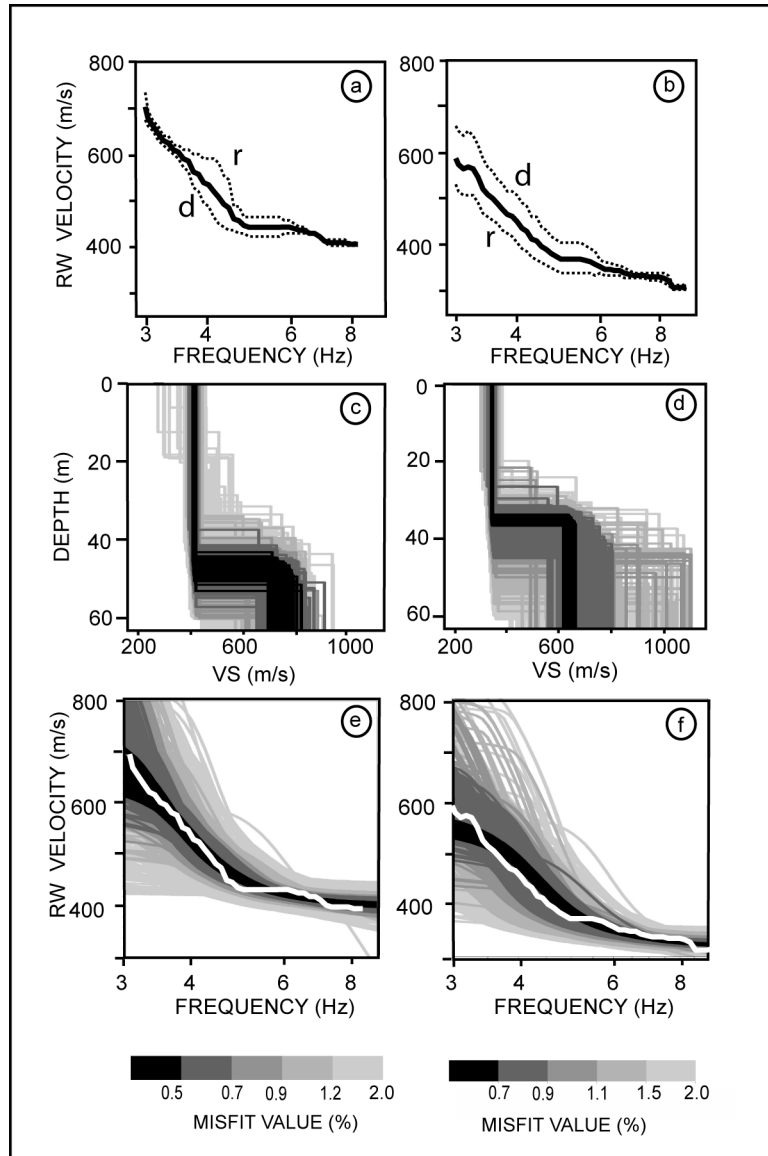 800
600
400
RW VELOCITY (m/s)
a
r
d
3
4
6
8
FREQUENCY (Hz)
800
600
400
b
d
r
3
4
6
8
FREQUENCY (Hz)
0
20
40
60
DEPTH (m)
c
200
600
1000
VS (m/s)
0
20
40
60
d
200
600
1000
VS (m/s)
800
600
400
RW VELOCITY (m/s)
e
3
4
6
8
FREQUENCY (Hz)
800
600
400
f
3
4
6
8
FREQUENCY (Hz)
0.5 0.7 0.9 1.2 2.0
MISFIT VALUE (%)
0.7 0.9 1.1 1.5 2.0
MISFIT VALUE (%)